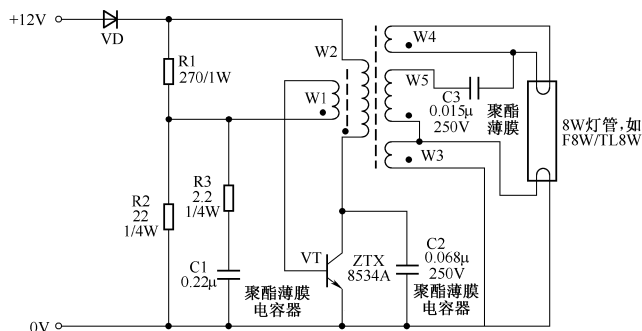 +12V
VD
R1
270/1W
W1
W2
W4
W5
C3
0.015μ
250V
聚酯
薄膜
W3
8W灯管,如
F8W/TL8W
R2
22
1/4W
R3
2.2
1/4W
C1
0.22μ
聚酯薄膜
电容器
VT
ZTX
8534A
C2
0.068μ
250V
聚酯薄膜
电容器
0V